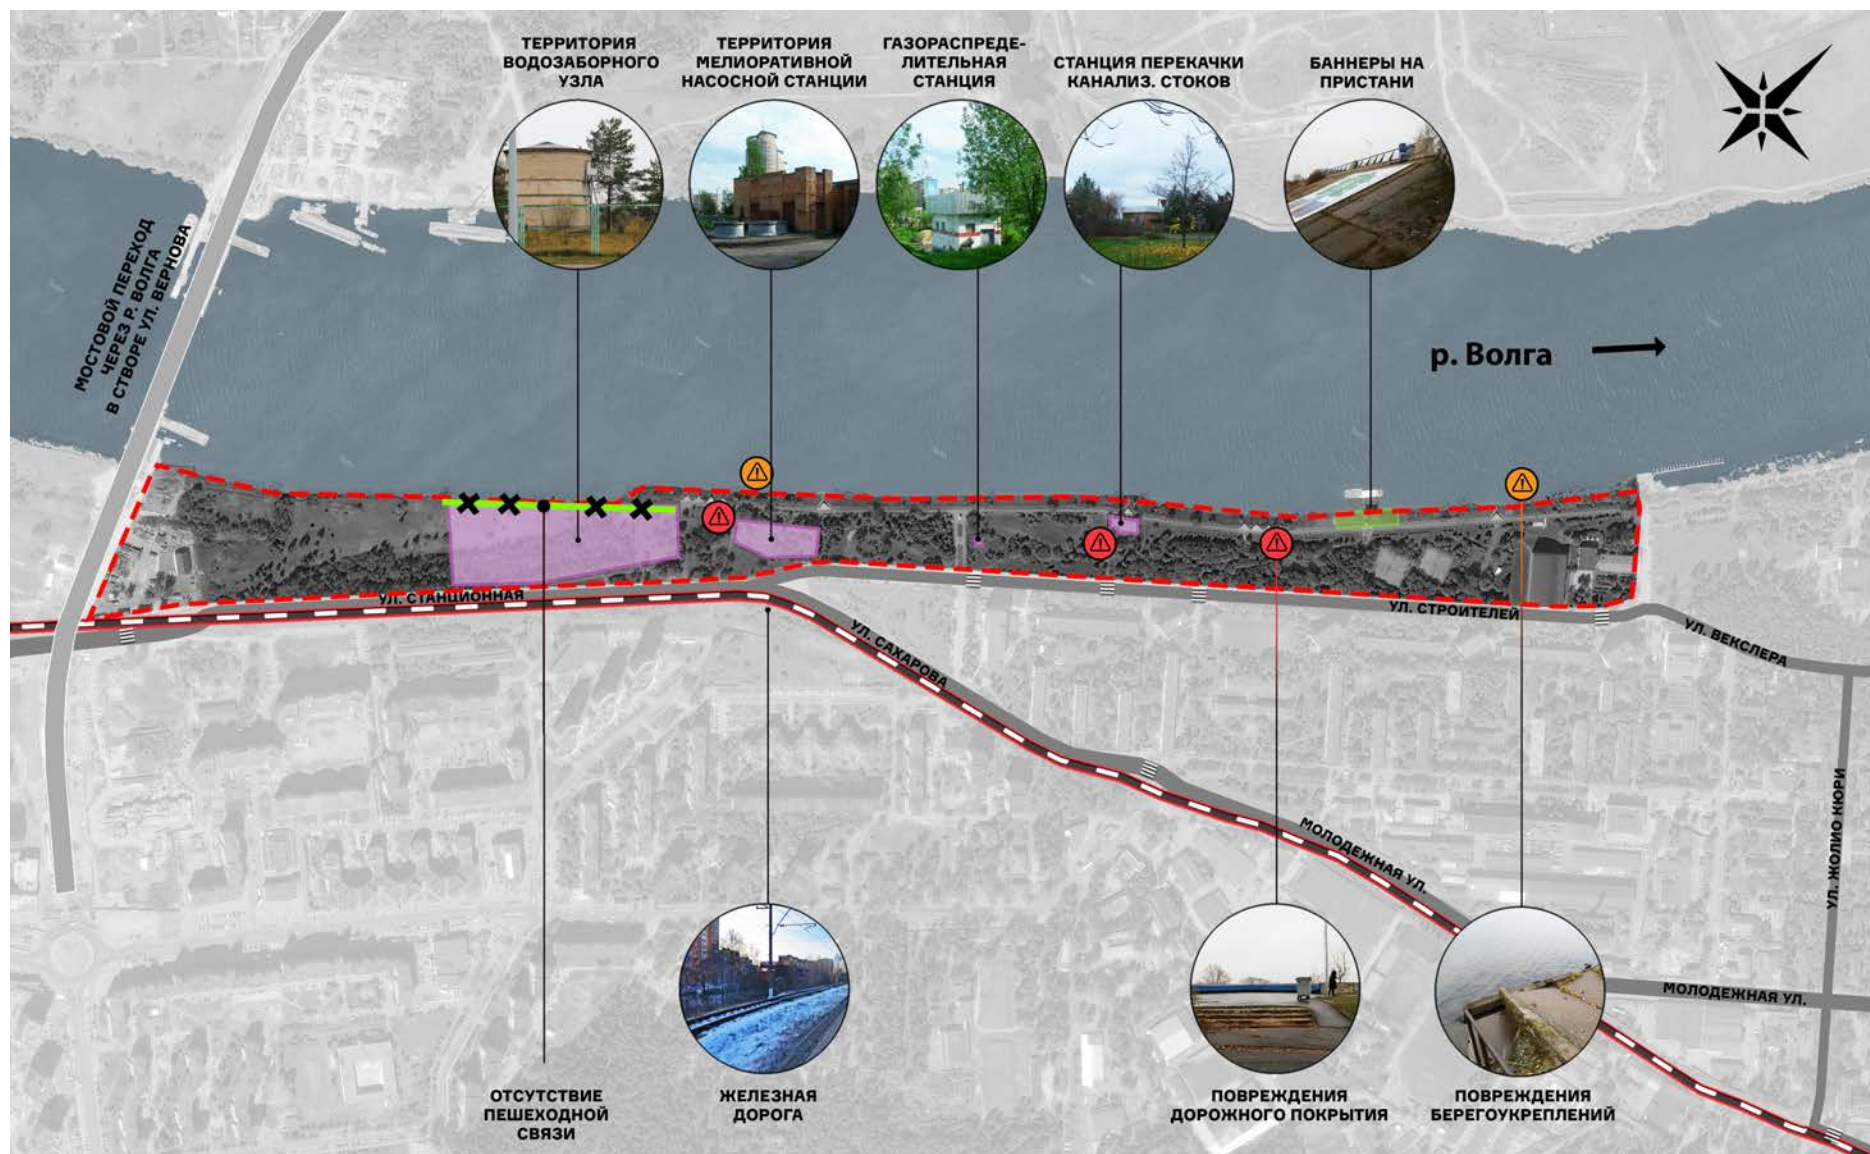 ТЕРРИТОРИЯ
ВОДОЗАБОРНОГО
УЗЛА
ТЕРРИТОРИЯ
МЕЛИОРАТИВНОЙ
НАСОСНОЙ СТАНЦИИ
ГАЗОРАСПРЕДЕ-
ЛИТЕЛЬНАЯ
СТАНЦИЯ
СТАНЦИЯ ПЕРЕКАЧКИ
КАНАЛИЗ. СТОКОВ
БАННЕРЫ НА
ПРИСТАНИ
МОСТОВОЙ ПЕРЕХОД
ЧЕРЕЗ Р. ВОЛГА
В СТВОРЕ УЛ. ВЕРНОВА
р. Волга
УЛ. СТАНЦИОННАЯ
УЛ. СТРОИТЕЛЕЙ
УЛ. ВЕКСЛЕРА
УЛ. САХАРОВА
МОЛОДЕЖНАЯ УЛ.
УЛ. ЖОЛИО КЮРИ
МОЛОДЕЖНАЯ УЛ.
ОТСУТСТВИЕ
ПЕШЕХОДНОЙ
СВЯЗИ
ЖЕЛЕЗНАЯ
ДОРОГА
ПОВРЕЖДЕНИЯ
ДОРОЖНОГО ПОКРЫТИЯ
ПОВРЕЖДЕНИЯ
БЕРЕГОУКРЕПЛЕНИЙ